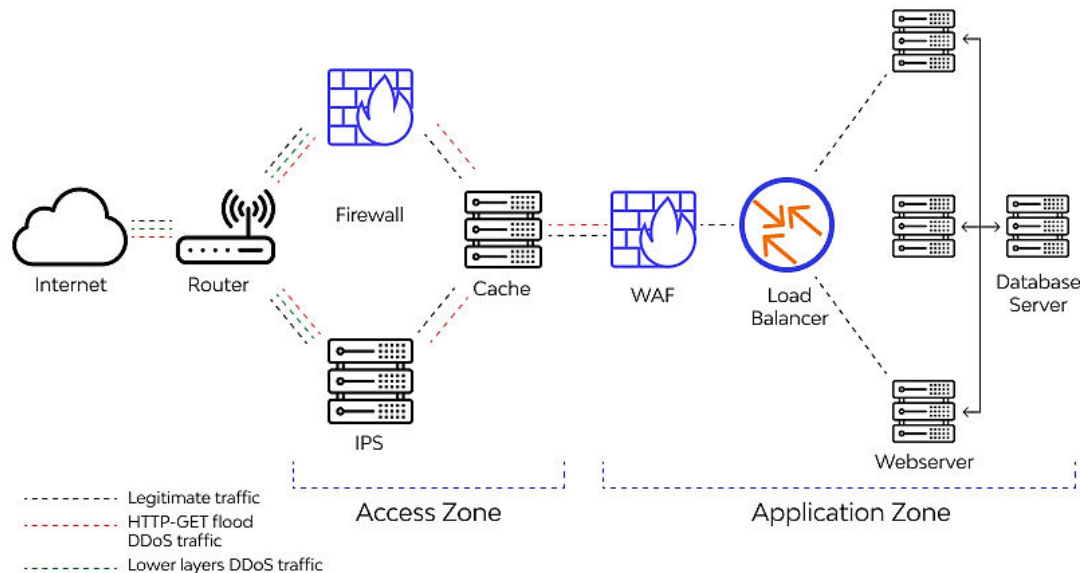 Internet
Router
Firewall
IPS
Cache
WAF
Load
Balancer
Webserver
Database
Server
Access Zone
Application Zone
Legitimate traffic
HTTP-GET flood
DDoS traffic
Lower layers DDoS traffic